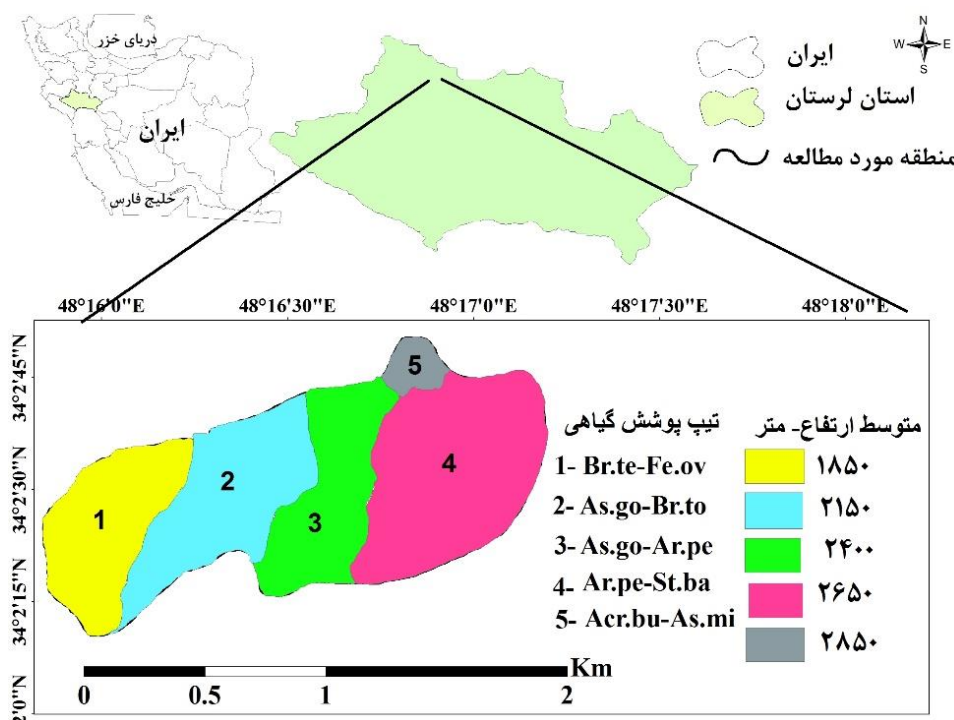 دریای خزر
ایران
خلیج فارس
N
W E
S
ایران
استان لرستان
منطقه مورد مطالعه
48°16'0"E 48°16'30"E 48°17'0"E 48°17'30"E 48°18'0"E
34°2'45"N
34°2'30"N
34°2'15"N
2'0"N
1
2
3
4
5
تیپ پوشش گیاهی
1- Br.te-Fe.ov
2- As.go-Br.to
3- As.go-Ar.pe
4- Ar.pe-St.ba
5- Acr.bu-As.mi
متوسط ارتفاع- متر
۱۸۵۰
۲۱۵۰
۲۴۰۰
۲۶۵۰
۲۸۵۰
Km
0 0.5 1 2